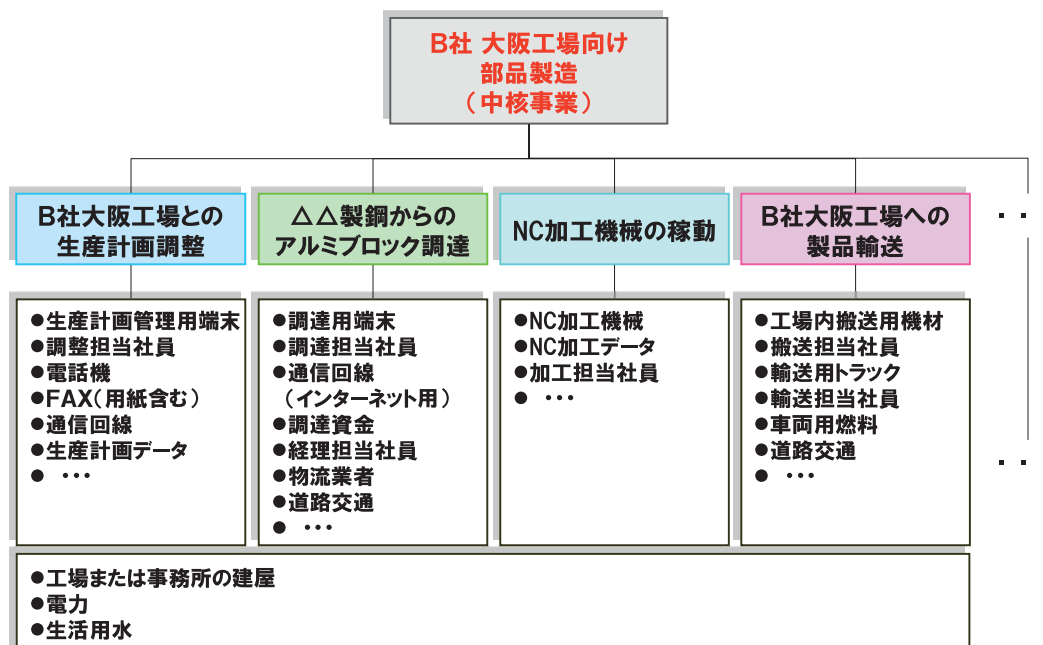 B社 大阪工場向け
部品製造
(中核事業)
B社大阪工場との
生産計画調整
△△製鋼からの
アルミブロック調達
NC加工機械の稼動
B社大阪工場への
製品輸送
・・
●生産計画管理用端末
●調整担当社員
●電話機
●FAX(用紙含む)
●通信回線
●生産計画データ
● ・・・
●調達用端末
●調達担当社員
●通信回線
(インターネット用)
●調達資金
●経理担当社員
●物流業者
●道路交通
● ・・・
●NC加工機械
●NC加工データ
●加工担当社員
● ・・・
●工場内搬送用機材
●搬送担当社員
●輸送用トラック
●輸送担当社員
●車両用燃料
●道路交通
● ・・・
・・
●工場または事務所の建屋
●電力
●生活用水